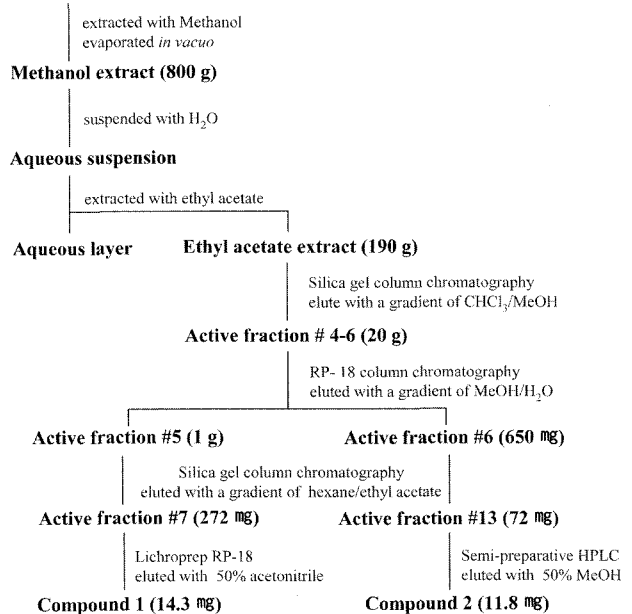 extracted with Methanol
evaporated in vacuo
Methanol extract (800 g)
suspended with H₂O
Aqueous suspension
extracted with ethyl acetate
Aqueous layer
Ethyl acetate extract (190 g)
Silica gel column chromatography
elute with a gradient of CHCl₃/MeOH
Active fraction # 4-6 (20 g)
RP- 18 column chromatography
eluted with a gradient of MeOH/H₂O
Active fraction #5 (1 g)
Active fraction #6 (650 mg)
Silica gel column chromatography
eluted with a gradient of hexane/ethyl acetate
Active fraction #7 (272 mg)
Active fraction #13 (72 mg)
Lichroprep RP-18
eluted with 50% acetonitrile
Semi-preparative HPLC
eluted with 50% MeOH
Compound 1 (14.3 mg)
Compound 2 (11.8 mg)